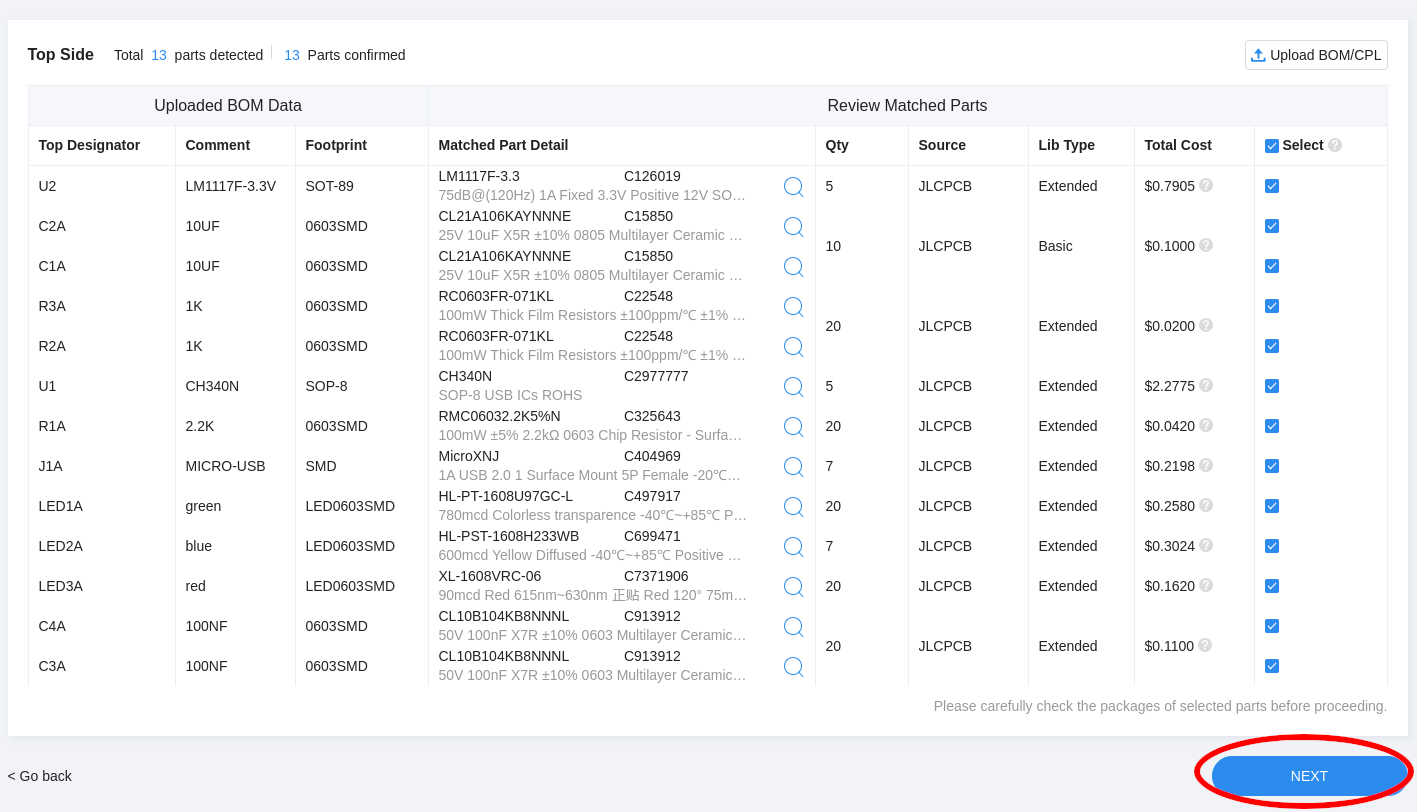 Top Side Total 13 parts detected 13 Parts confirmed Upload BOM/CPL
Uploaded BOM Data Review Matched Parts
Top Designator Comment Footprint Matched Part Detail Qty Source Lib Type Total Cost Select ?
U2 LM1117F-3.3V SOT-89 LM1117F-3.3 C126019 5 JLCPCB Extended $0.7905 ?
75dB@(120Hz) 1A Fixed 3.3V Positive 12V SO...
C2A 10UF 0603SMD CL21A106KAYNNNE C15850
25V 10uF X5R ±10% 0805 Multilayer Ceramic ...
10 JLCPCB Basic $0.1000 ?
C1A 10UF 0603SMD CL21A106KAYNNNE C15850
25V 10uF X5R ±10% 0805 Multilayer Ceramic ...
R3A 1K 0603SMD RC0603FR-071KL C22548
100mW Thick Film Resistors ±100ppm/℃ ±1% ...
20 JLCPCB Extended $0.0200 ?
R2A 1K 0603SMD RC0603FR-071KL C22548
100mW Thick Film Resistors ±100ppm/℃ ±1% ...
U1 CH340N SOP-8 CH340N C2977777 5 JLCPCB Extended $2.2775 ?
SOP-8 USB ICs ROHS
R1A 2.2K 0603SMD RMC06032.2K5%N C325643 20 JLCPCB Extended $0.0420 ?
100mW ±5% 2.2kΩ 0603 Chip Resistor - Surfa...
J1A MICRO-USB SMD MicroXNJ C404969 7 JLCPCB Extended $0.2198 ?
1A USB 2.0 1 Surface Mount 5P Female -20℃...
LED1A green LED0603SMD HL-PT-1608U97GC-L C497917 20 JLCPCB Extended $0.2580 ?
780mcd Colorless transparence -40℃~+85℃ P...
LED2A blue LED0603SMD HL-PST-1608H233WB C699471 7 JLCPCB Extended $0.3024 ?
600mcd Yellow Diffused -40℃~+85℃ Positive ...
LED3A red LED0603SMD XL-1608VRC-06 C7371906 20 JLCPCB Extended $0.1620 ?
90mcd Red 615nm~630nm 正贴 Red 120° 75m...
C4A 100NF 0603SMD CL10B104KB8NNNL C913912
50V 100nF X7R ±10% 0603 Multilayer Ceramic...
20 JLCPCB Extended $0.1100 ?
C3A 100NF 0603SMD CL10B104KB8NNNL C913912
50V 100nF X7R ±10% 0603 Multilayer Ceramic...
Please carefully check the packages of selected parts before proceeding.
< Go back NEXT